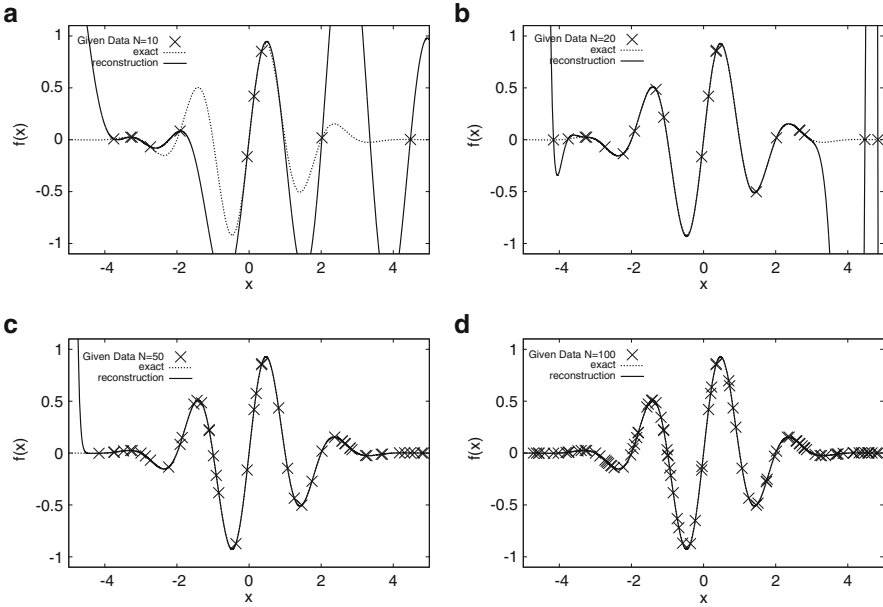 a
Given Data N=10
exact
reconstruction
1
0.5
0
-0.5
-1
f(x)
-4 -2 0 2 4
x
b
Given Data N=20
exact
reconstruction
1
0.5
0
-0.5
-1
f(x)
-4 -2 0 2 4
x
c
Given Data N=50
exact
reconstruction
1
0.5
0
-0.5
-1
f(x)
-4 -2 0 2 4
x
d
Given Data N=100
exact
reconstruction
1
0.5
0
-0.5
-1
f(x)
-4 -2 0 2 4
x